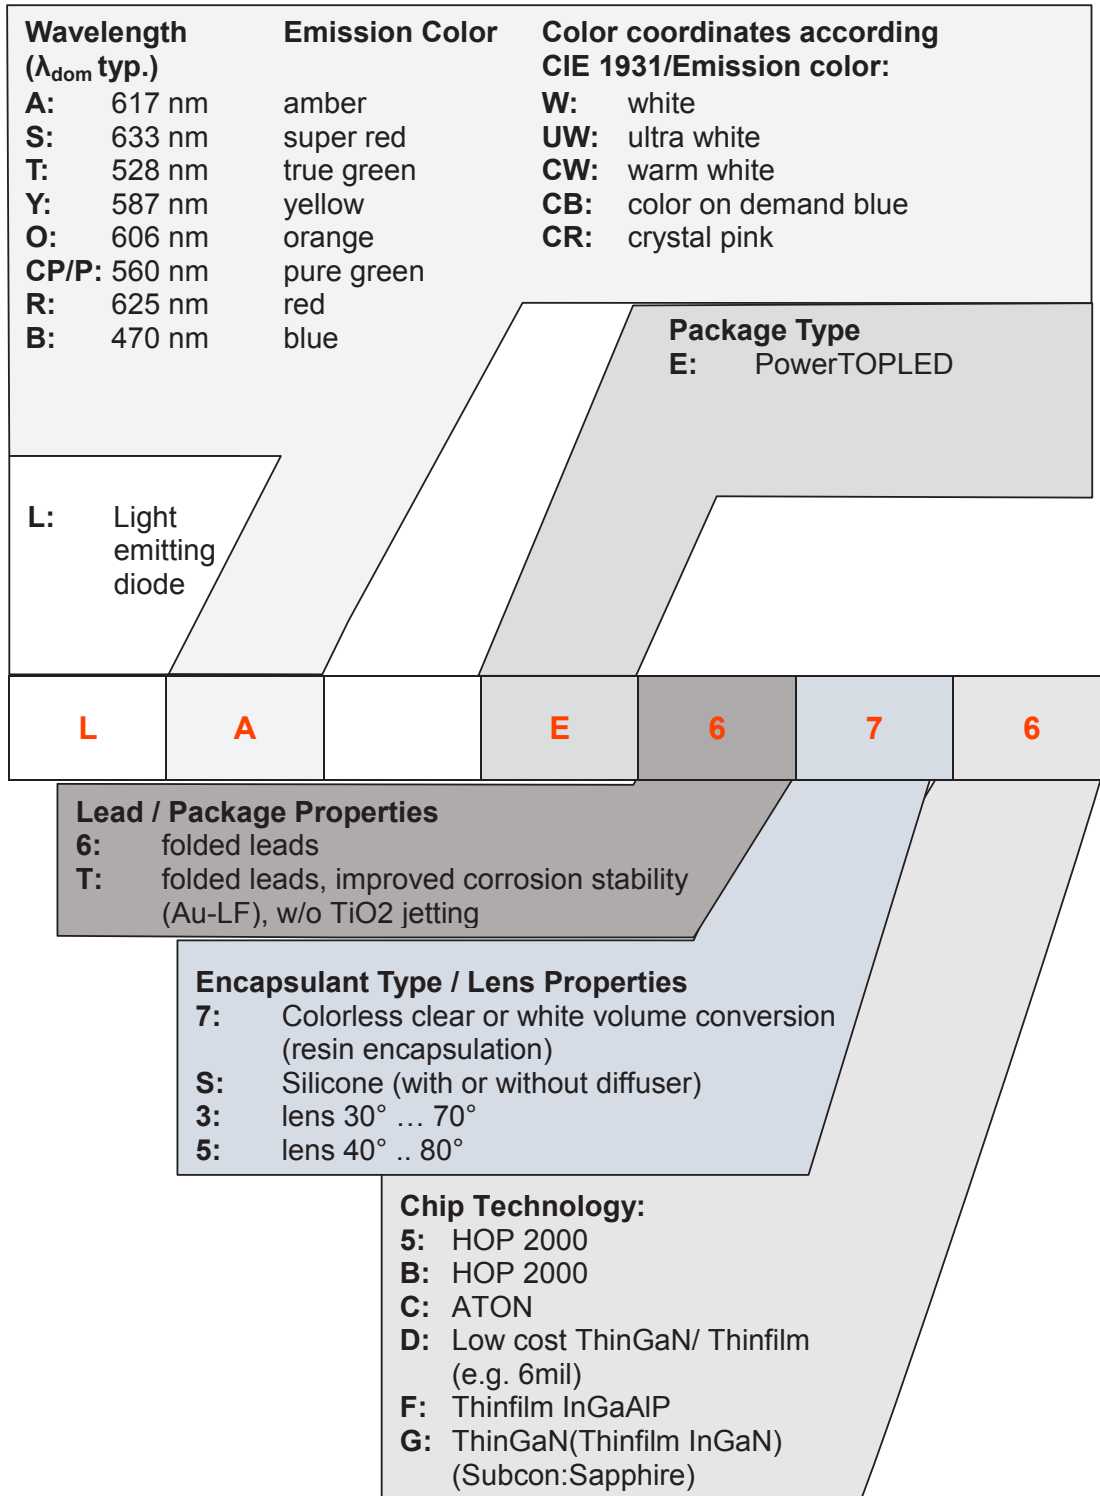 Wavelength Emission Color Color coordinates according
(λdom typ.) CIE 1931/Emission color:
A: 617 nm amber W: white
S: 633 nm super red UW: ultra white
T: 528 nm true green CW: warm white
Y: 587 nm yellow CB: color on demand blue
O: 606 nm orange CR: crystal pink
CP/P: 560 nm pure green
R: 625 nm red
B: 470 nm blue
Package Type
E: PowerTOPLED
L: Light
emitting
diode
L A E 6 7 6
Lead / Package Properties
6: folded leads
T: folded leads, improved corrosion stability
(Au-LF), w/o TiO2 jetting
Encapsulant Type / Lens Properties
7: Colorless clear or white volume conversion
(resin encapsulation)
S: Silicone (with or without diffuser)
3: lens 30° … 70°
5: lens 40° .. 80°
Chip Technology:
5: HOP 2000
B: HOP 2000
C: ATON
D: Low cost ThinGaN/ Thinfilm
(e.g. 6mil)
F: Thinfilm InGaAlP
G: ThinGaN(Thinfilm InGaN)
(Subcon:Sapphire)